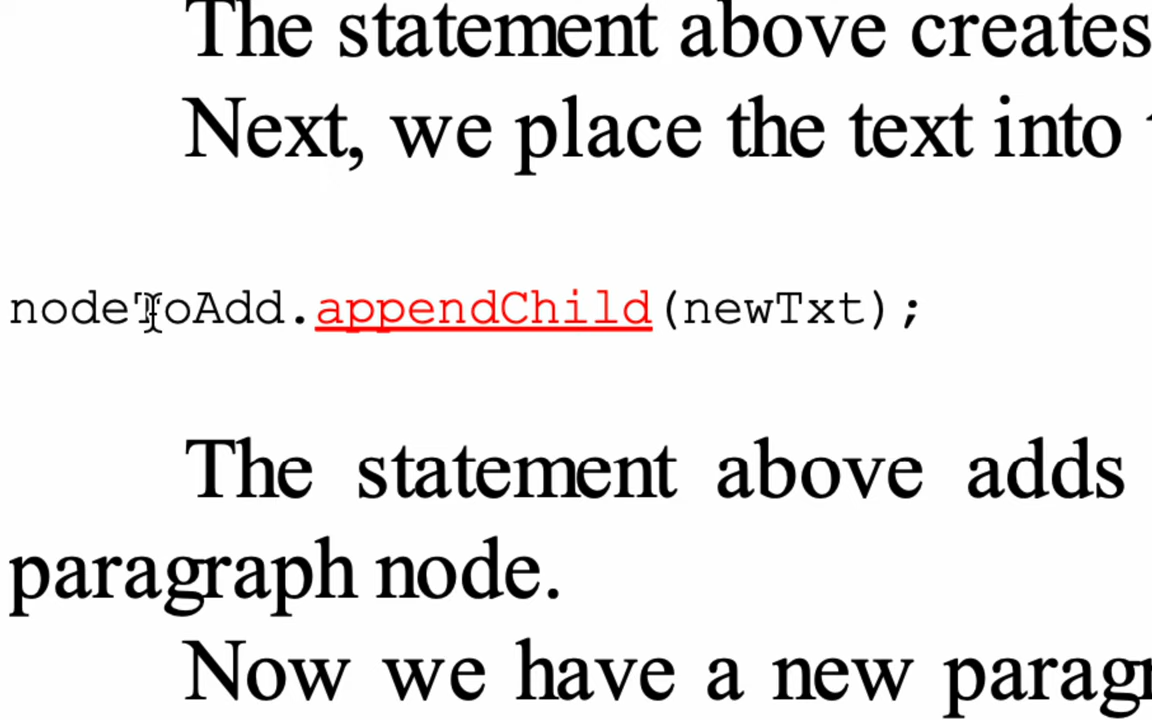 The statement above creates
Next, we place the text into
nodeToAdd.appendChild(newTxt);
The statement above adds
paragraph node.
Now we have a new paragr